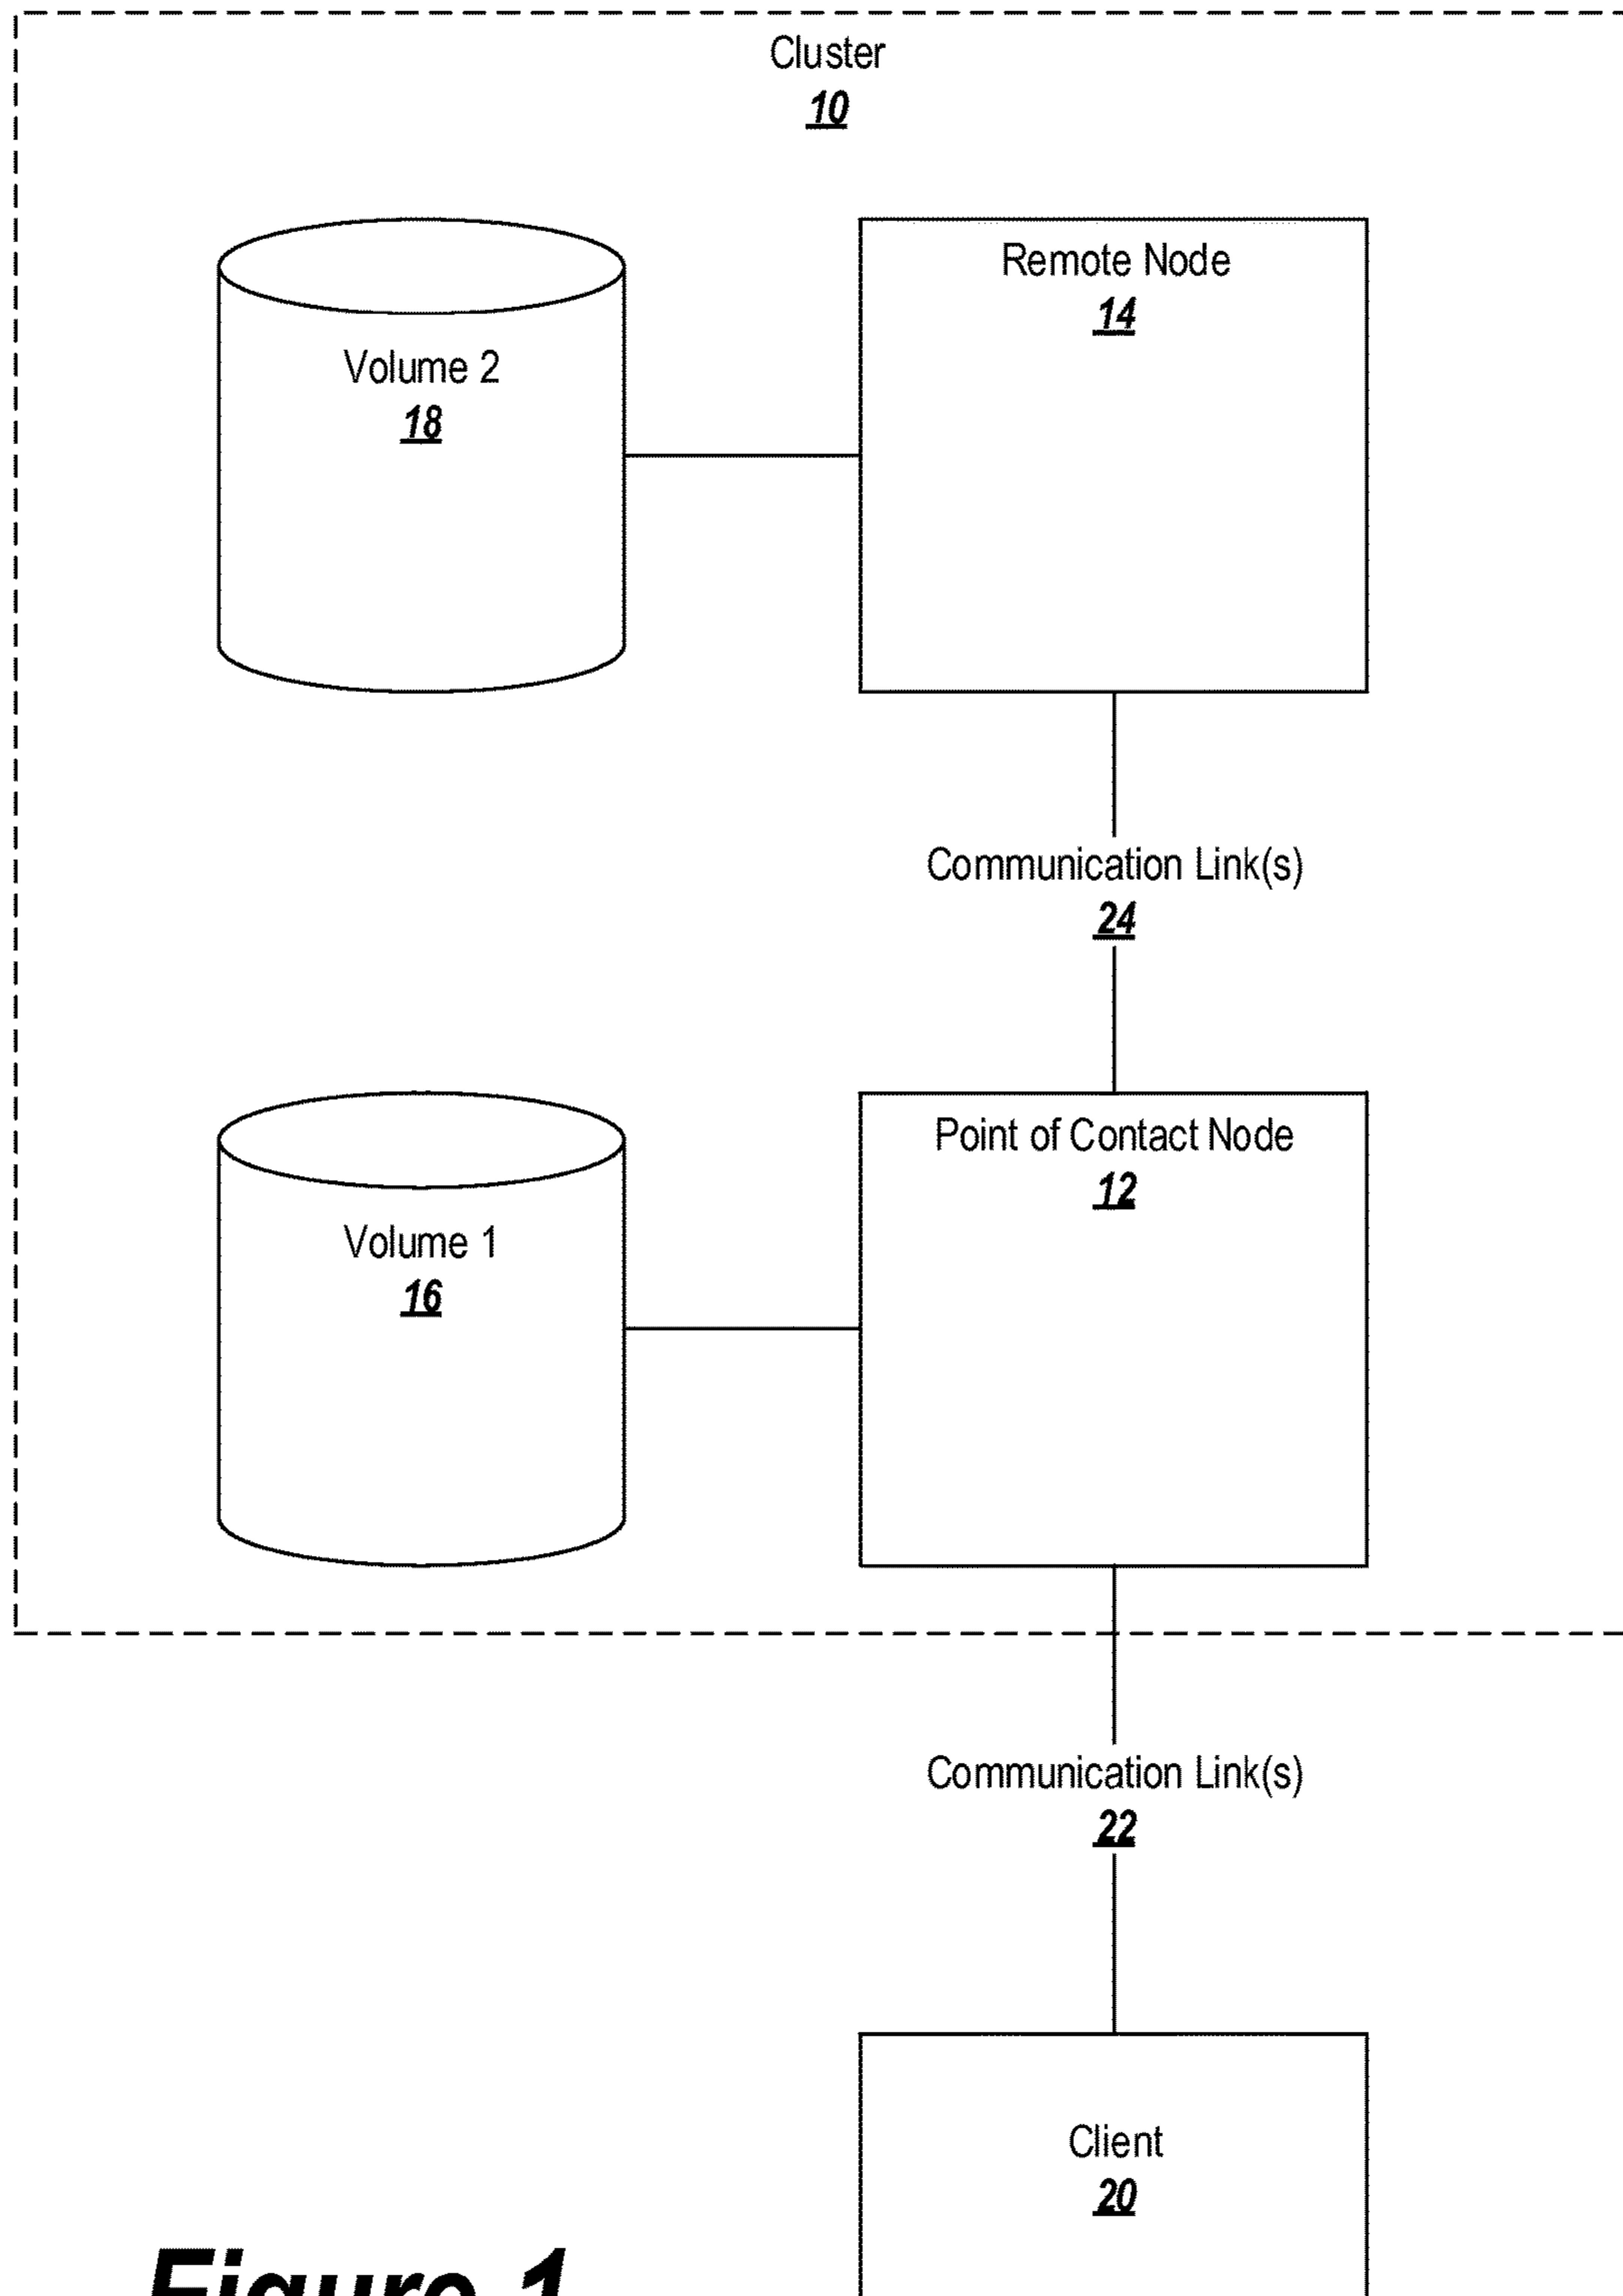 Cluster
10
Remote Node
14
Volume 2
18
Communication Link(s)
24
Point of Contact Node
12
Volume 1
16
Communication Link(s)
22
Client
20
Figure 1